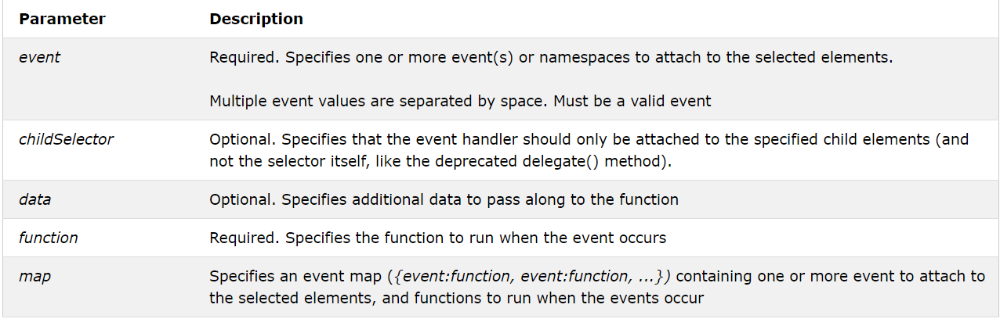 Parameter Description
event Required. Specifies one or more event(s) or namespaces to attach to the selected elements.
Multiple event values are separated by space. Must be a valid event
childSelector Optional. Specifies that the event handler should only be attached to the specified child elements (and
not the selector itself, like the deprecated delegate() method).
data Optional. Specifies additional data to pass along to the function
function Required. Specifies the function to run when the event occurs
map Specifies an event map ({event:function, event:function, ...}) containing one or more event to attach to
the selected elements, and functions to run when the events occur